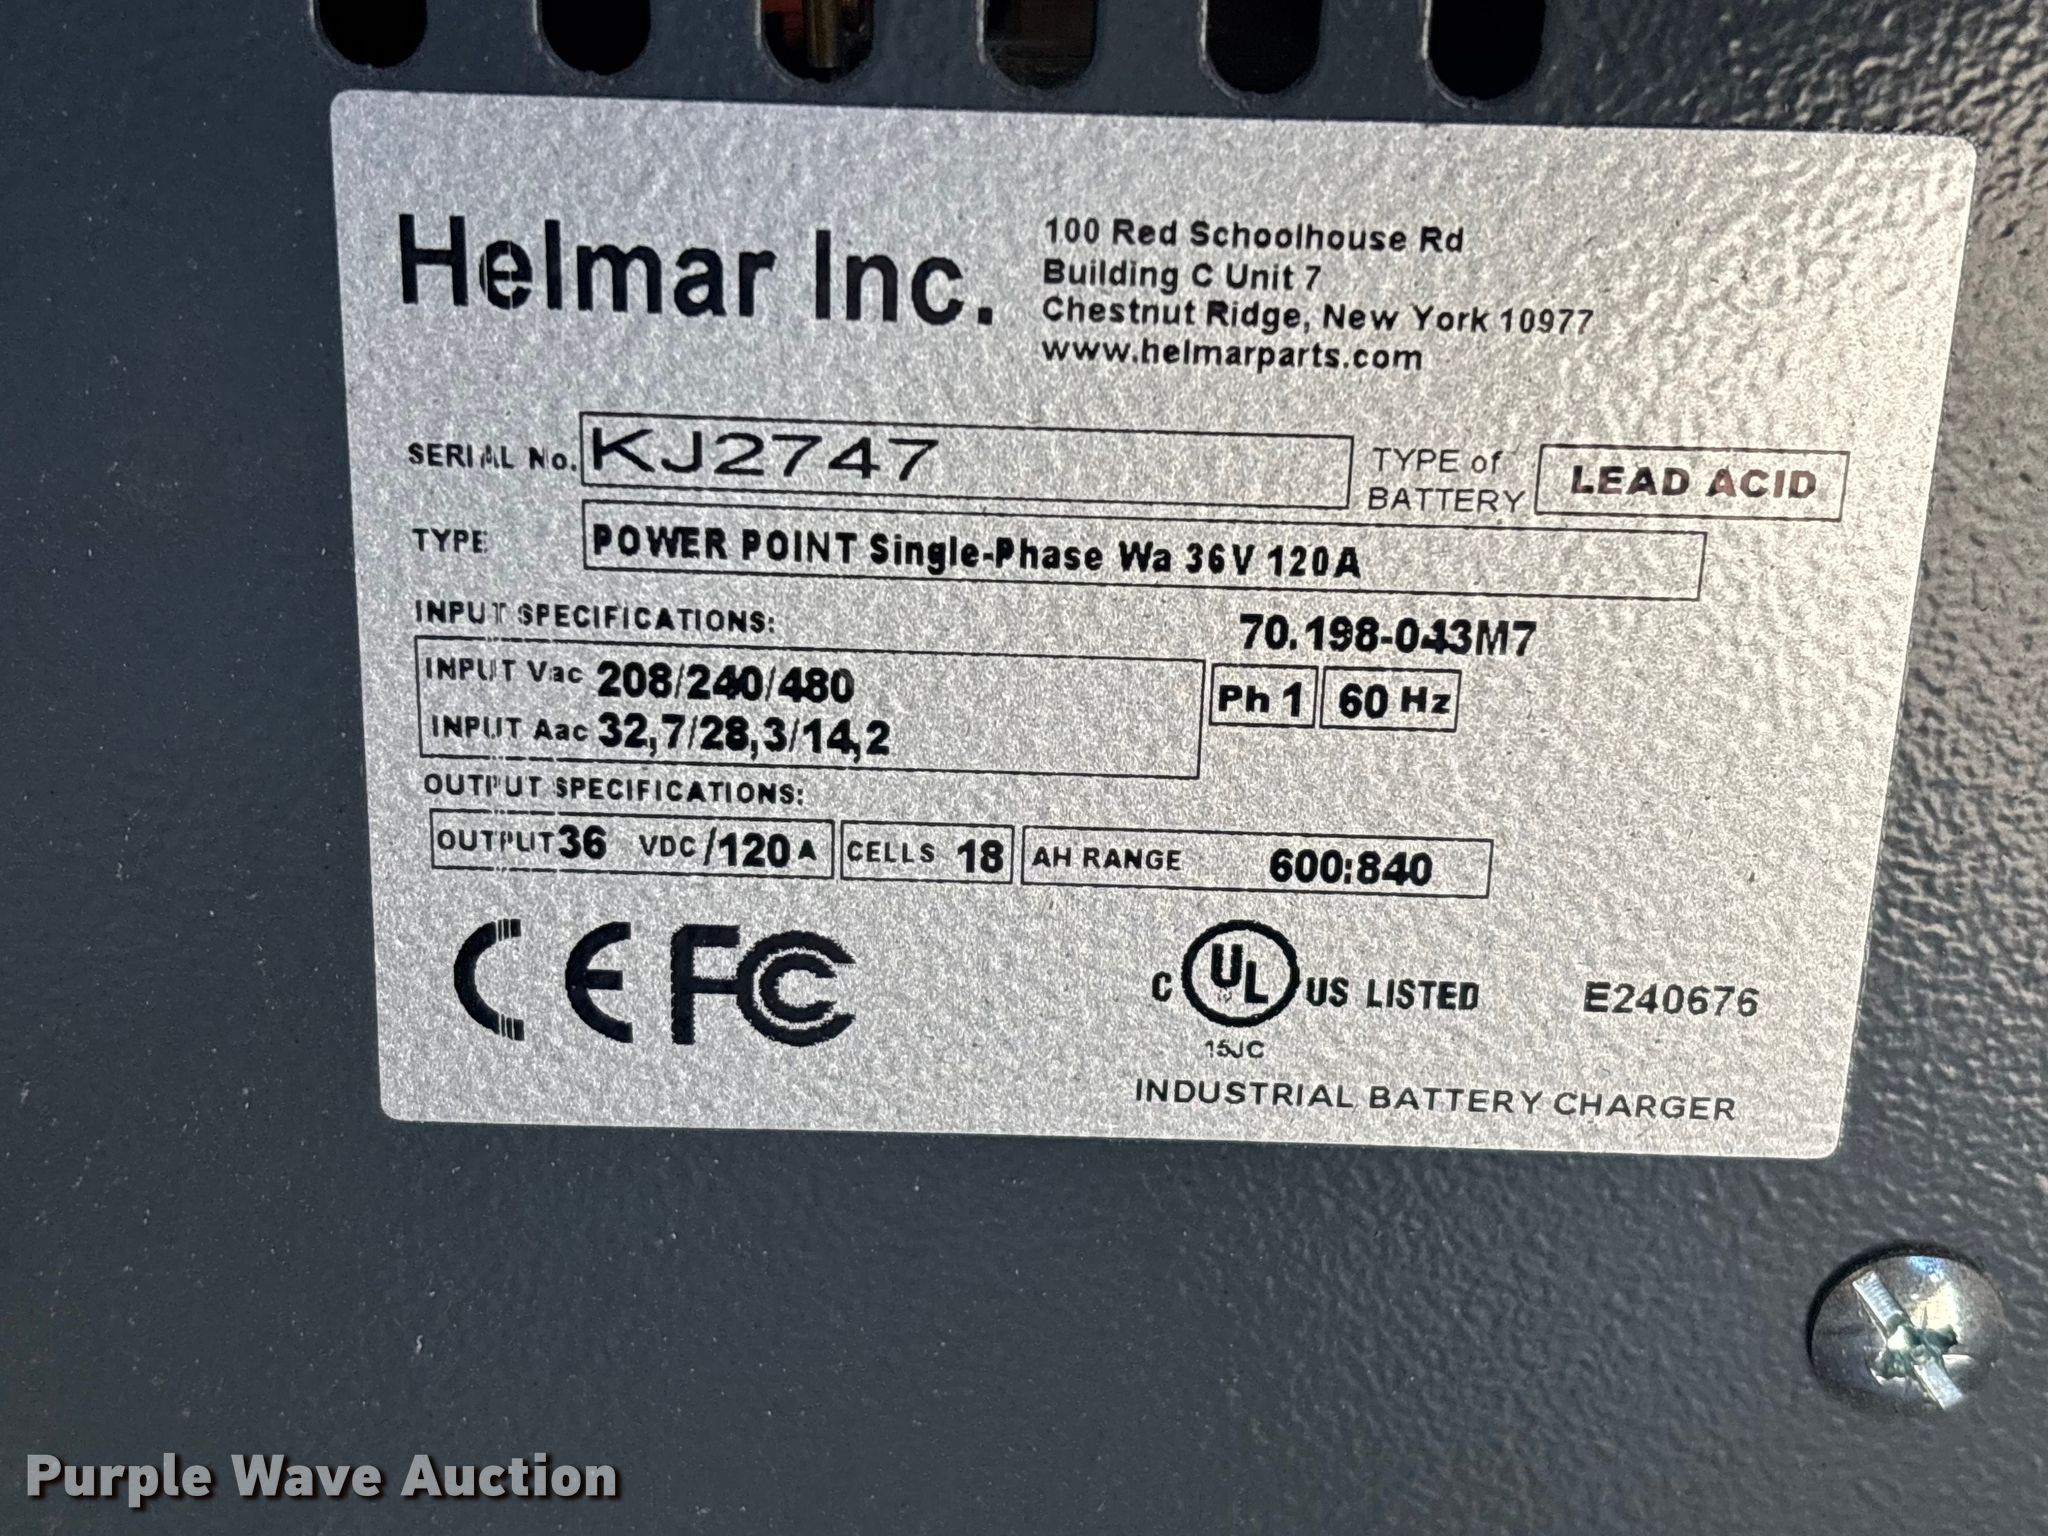 Helmar Inc.
100 Red Schoolhouse Rd
Building C Unit 7
Chestnut Ridge, New York 10977
www.helmarparts.com
SERIAL No. KJ2747
TYPE of BATTERY LEAD ACID
TYPE POWER POINT Single-Phase Wa 36V 120A
INPUT SPECIFICATIONS:
70.198-043M7
INPUT Vac 208/240/480
Ph 1 60 Hz
INPUT Aac 32,7/28,3/14,2
OUTPUT SPECIFICATIONS:
OUTPUT 36 VDC/120 A CELLS 18 AH RANGE 600:840
CE FC
C UL US LISTED E240676
15JC
INDUSTRIAL BATTERY CHARGER
Purple Wave Auction